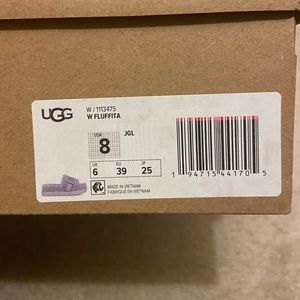 UGG
W / 1113475
W FLUFFITA
USA
8
JGL
UK EU JP
6 39 25
MADE IN VIETNAM
FABRIQUÉ EN VIETNAM
1 94715 44170 5